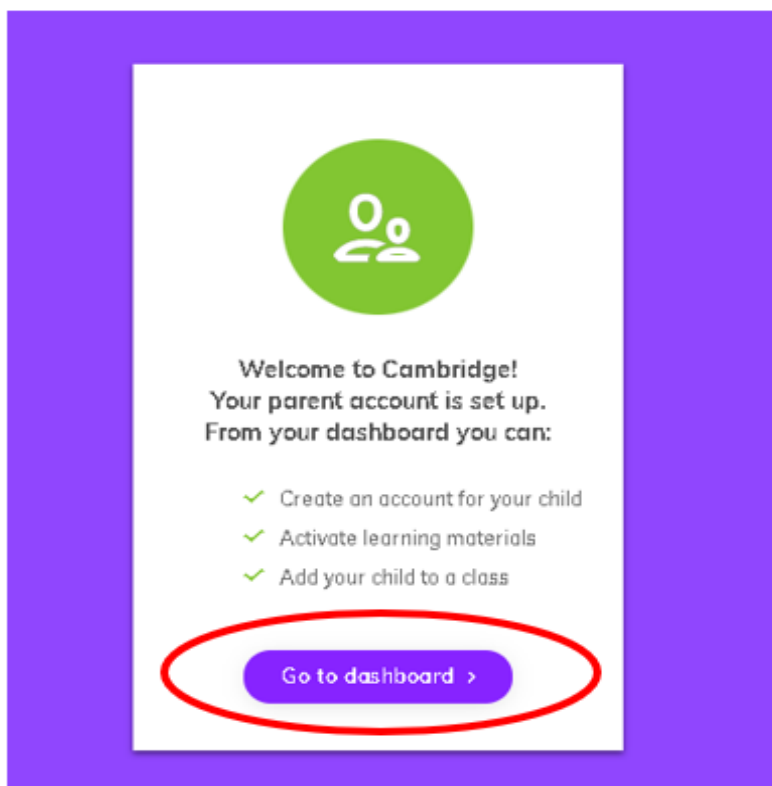 Welcome to Cambridge!
Your parent account is set up.
From your dashboard you can:
Create an account for your child
Activate learning materials
Add your child to a class
Go to dashboard >